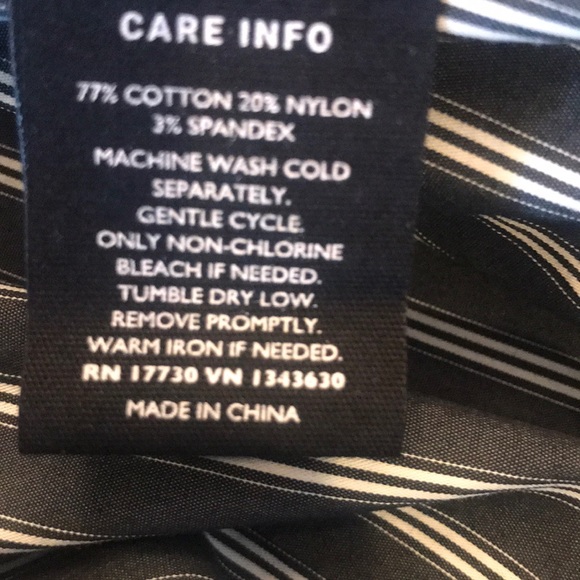 CARE INFO
77% COTTON 20% NYLON
3% SPANDEX
MACHINE WASH COLD
SEPARATELY.
GENTLE CYCLE.
ONLY NON-CHLORINE
BLEACH IF NEEDED.
TUMBLE DRY LOW.
REMOVE PROMPTLY.
WARM IRON IF NEEDED.
RN 17730 VN 1343630
MADE IN CHINA